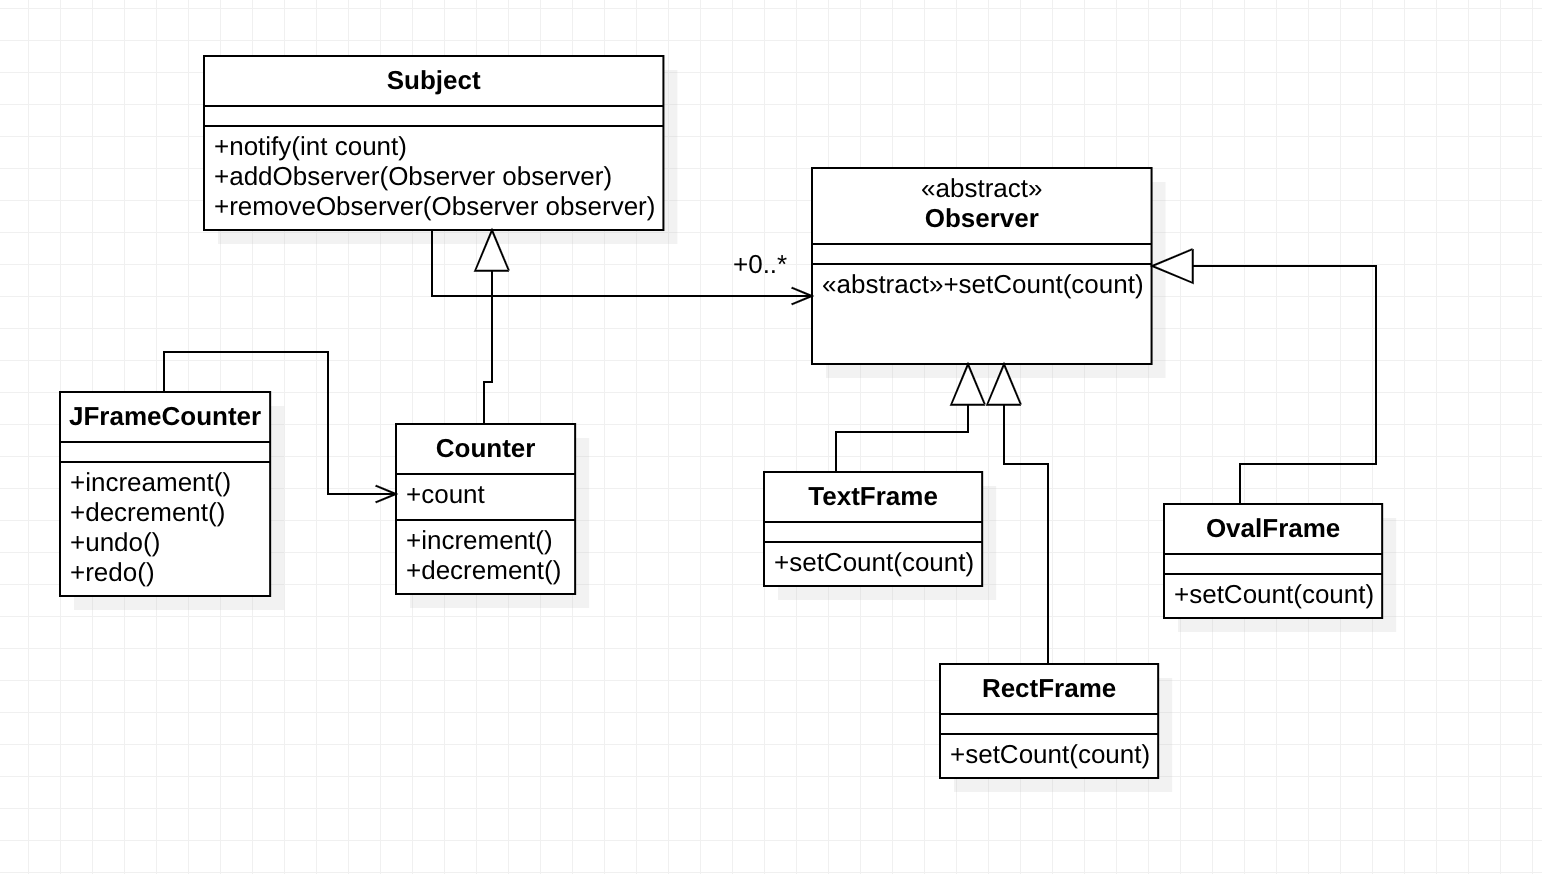 Subject
+notify(int count)
+addObserver(Observer observer)
+removeObserver(Observer observer)
«abstract»
Observer
«abstract»+setCount(count)
+0..*
JFrameCounter
+increament()
+decrement()
+undo()
+redo()
Counter
+count
+increment()
+decrement()
TextFrame
+setCount(count)
OvalFrame
+setCount(count)
RectFrame
+setCount(count)